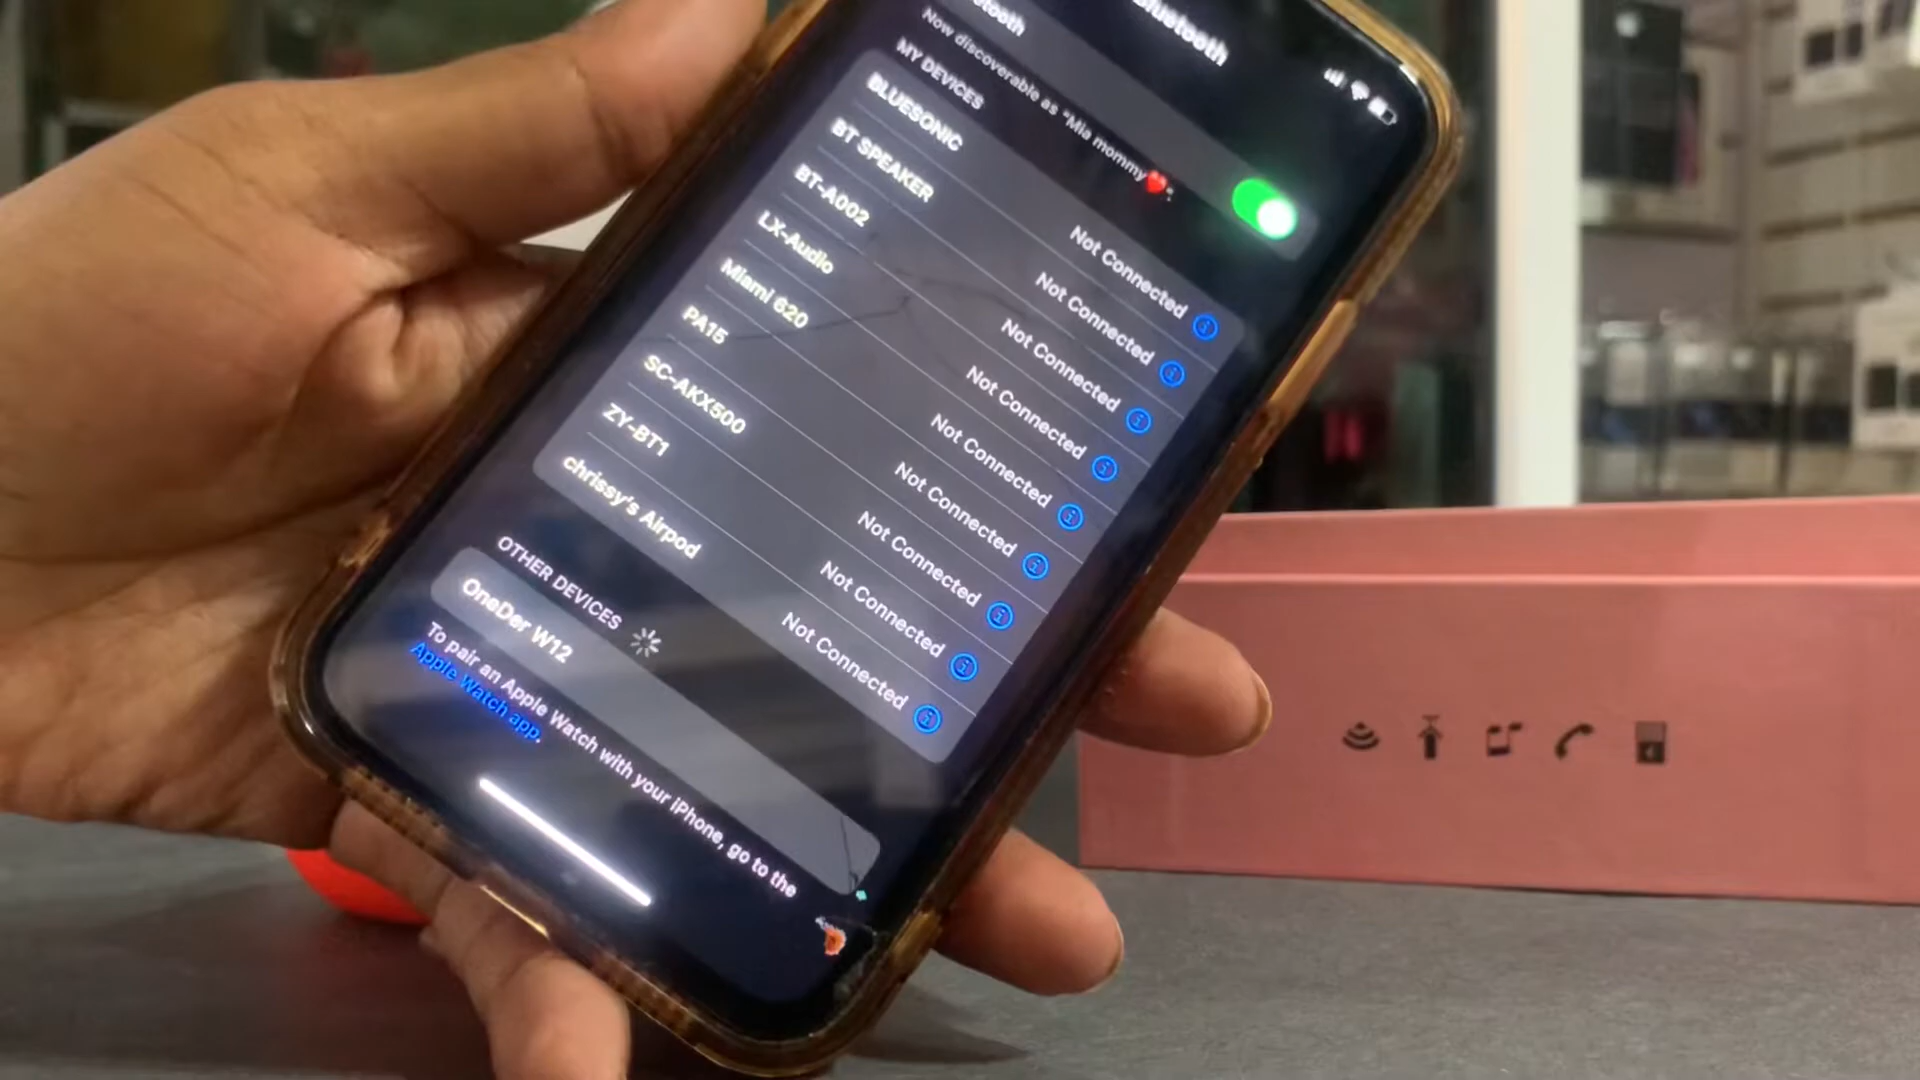 Bluetooth
Now discoverable as "Mia mommy❤️".
MY DEVICES
BLUESONIC Not Connected
BT SPEAKER Not Connected
BT-A002 Not Connected
LX-Audio Not Connected
Miami 620 Not Connected
PA15 Not Connected
SC-AKX500 Not Connected
ZY-BT1 Not Connected
chrissy's Airpod Not Connected
OTHER DEVICES
OneDer W12
To pair an Apple Watch with your iPhone, go to the
Apple Watch app.